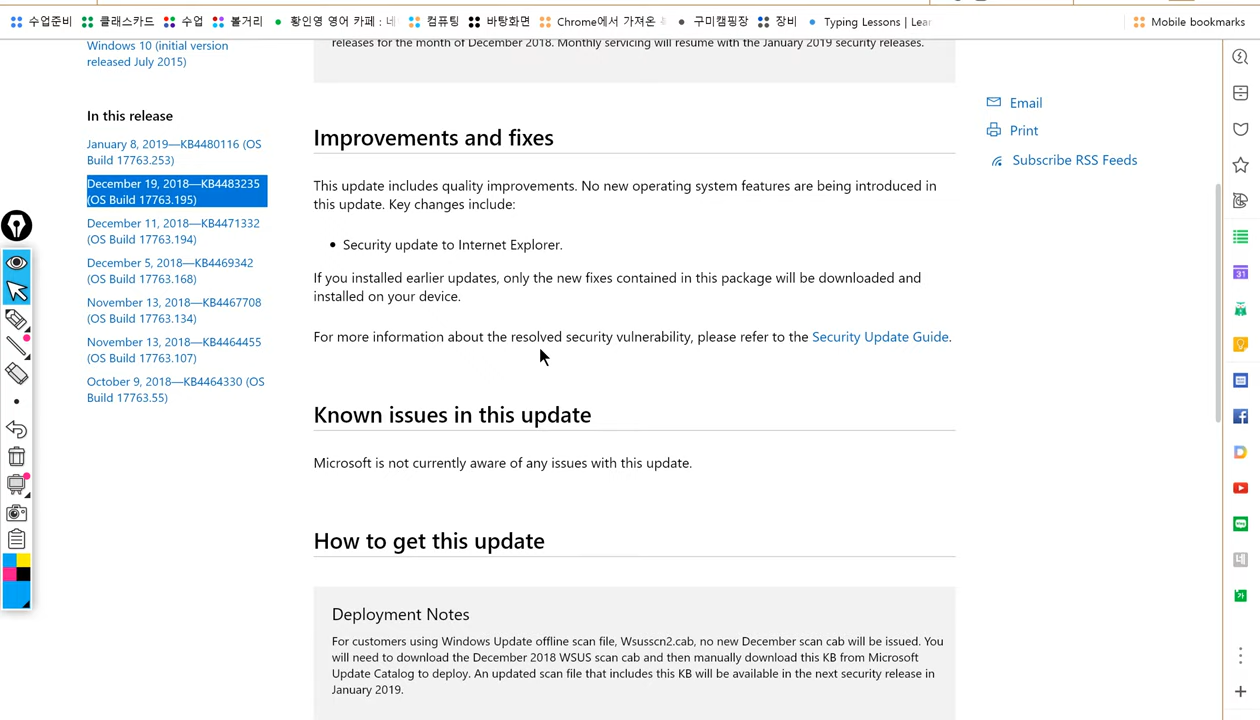 수업준비 클래스카드 수업 볼거리 황인영 영어 카페 : 네 컴퓨팅 바탕화면 Chrome에서 가져온 구미캠핑장 장비 Typing Lessons | Lear Mobile bookmarks
Windows 10 (initial version
released July 2015)
In this release
January 8, 2019—KB4480116 (OS
Build 17763.253)
December 19, 2018—KB4483235
(OS Build 17763.195)
December 11, 2018—KB4471332
(OS Build 17763.194)
December 5, 2018—KB4469342
(OS Build 17763.168)
November 13, 2018—KB4467708
(OS Build 17763.134)
November 13, 2018—KB4464455
(OS Build 17763.107)
October 9, 2018—KB4464330 (OS
Build 17763.55)
releases for the month of December 2018. Monthly servicing will resume with the January 2019 security releases.
Improvements and fixes
This update includes quality improvements. No new operating system features are being introduced in
this update. Key changes include:
• Security update to Internet Explorer.
If you installed earlier updates, only the new fixes contained in this package will be downloaded and
installed on your device.
For more information about the resolved security vulnerability, please refer to the Security Update Guide.
Known issues in this update
Microsoft is not currently aware of any issues with this update.
How to get this update
Deployment Notes
For customers using Windows Update offline scan file, Wsusscn2.cab, no new December scan cab will be issued. You
will need to download the December 2018 WSUS scan cab and then manually download this KB from Microsoft
Update Catalog to deploy. An updated scan file that includes this KB will be available in the next security release in
January 2019.
Email
Print
Subscribe RSS Feeds
31